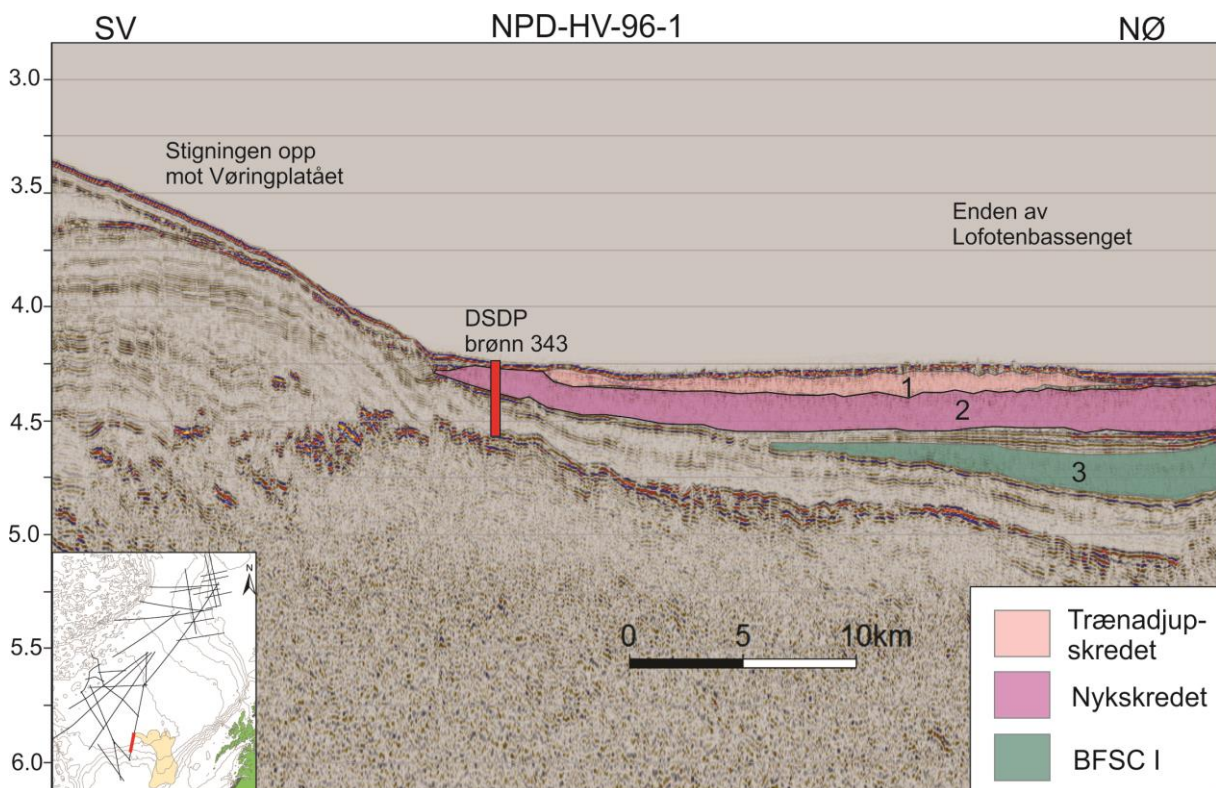 SV
NPD-HV-96-1
NØ
3.0
3.5
4.0
4.5
5.0
5.5
6.0
Stigningen opp
mot Vøringplatået
Enden av
Lofotenbassenget
DSDP
brønn 343
1
2
3
0
5
10km
N
Trænadjup-
skredet
Nykskredet
BFSC I